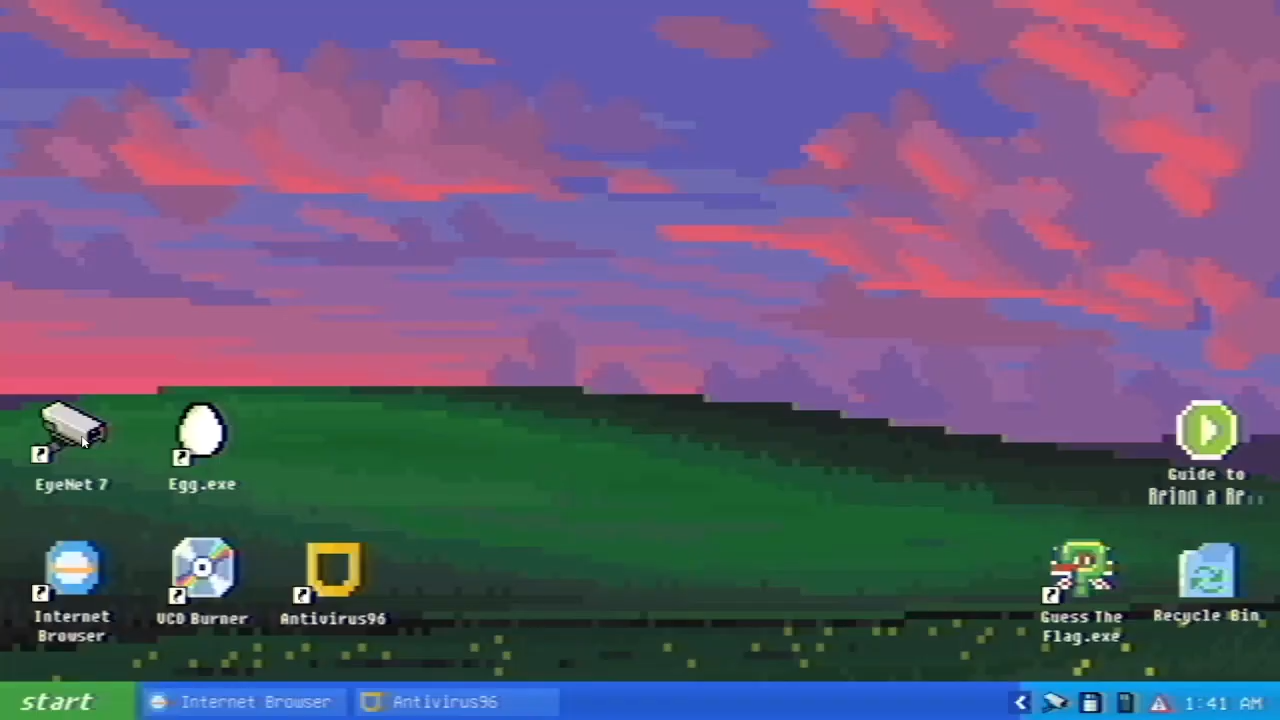 EyeNet 7
Egg.exe
Guide to
Internet
Browser
VCD Burner
Antivirus96
Guess The
Flag.exe
Recycle Bin
start
Internet Browser
Antivirus96
1:41 AM